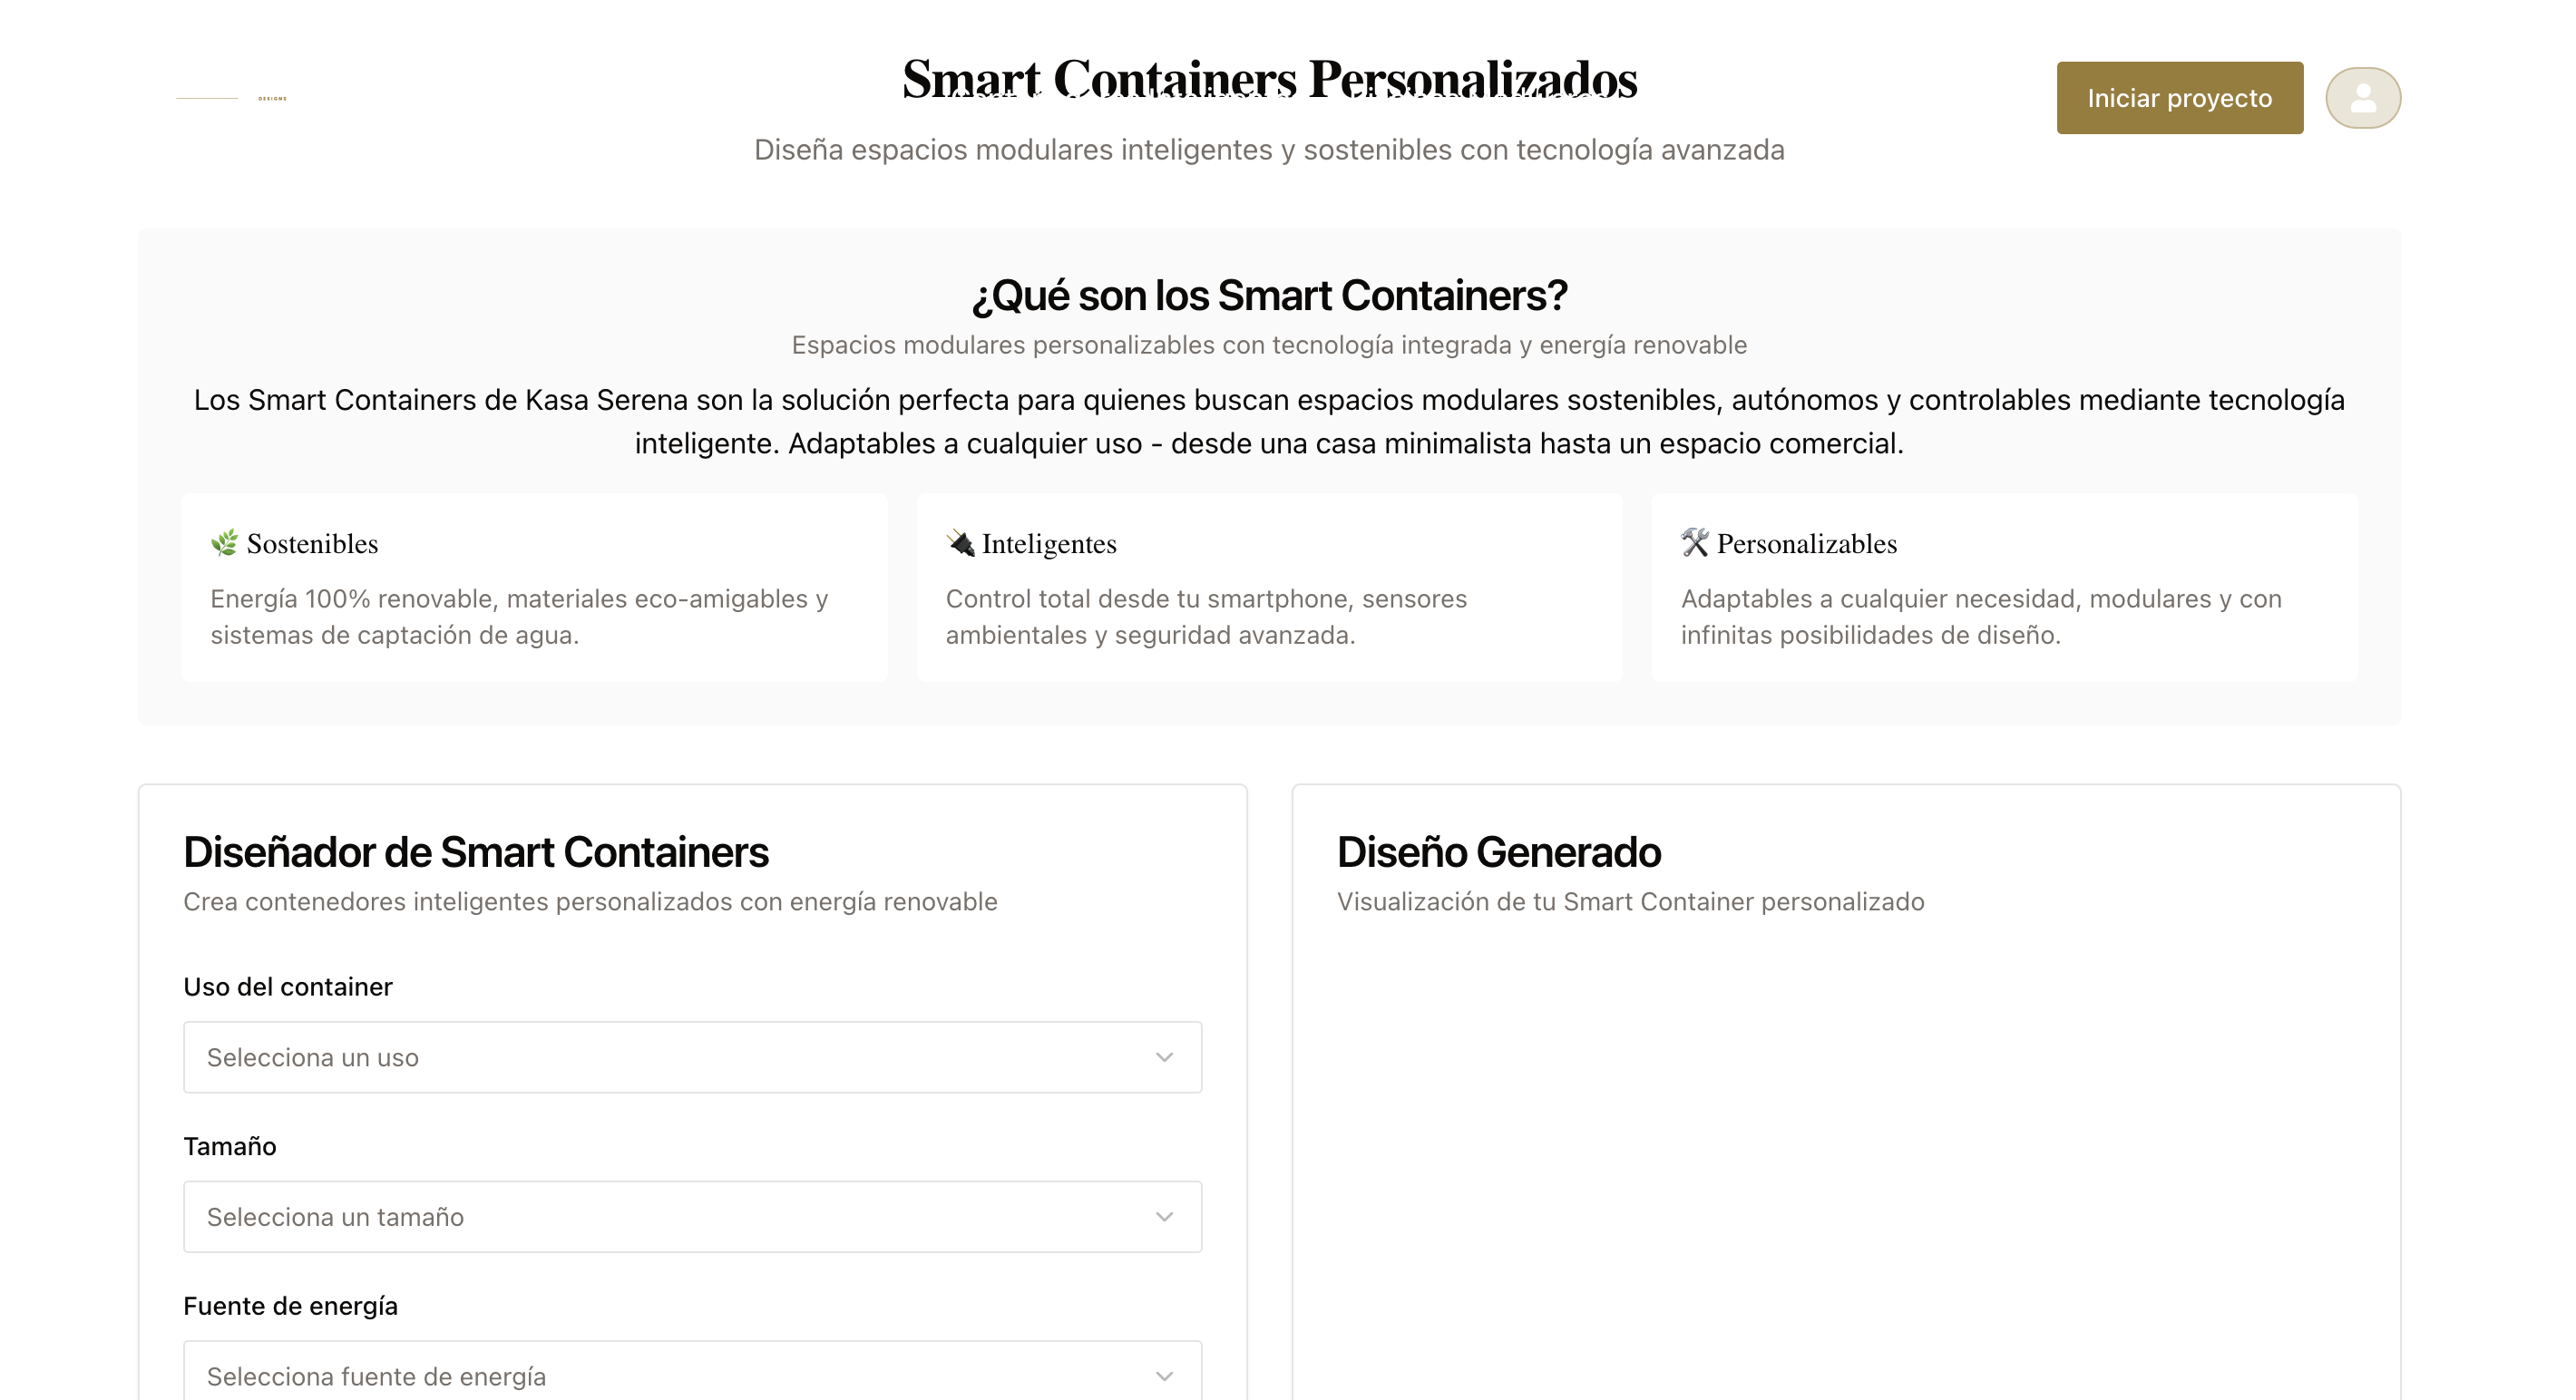 DESIGNS
Smart Containers Personalizados
Iniciar proyecto
Diseña espacios modulares inteligentes y sostenibles con tecnología avanzada
¿Qué son los Smart Containers?
Espacios modulares personalizables con tecnología integrada y energía renovable
Los Smart Containers de Kasa Serena son la solución perfecta para quienes buscan espacios modulares sostenibles, autónomos y controlables mediante tecnología
inteligente. Adaptables a cualquier uso - desde una casa minimalista hasta un espacio comercial.
🌿 Sostenibles
Energía 100% renovable, materiales eco-amigables y
sistemas de captación de agua.
🔌 Inteligentes
Control total desde tu smartphone, sensores
ambientales y seguridad avanzada.
🛠️ Personalizables
Adaptables a cualquier necesidad, modulares y con
infinitas posibilidades de diseño.
Diseñador de Smart Containers
Crea contenedores inteligentes personalizados con energía renovable
Uso del container
Selecciona un uso
Tamaño
Selecciona un tamaño
Fuente de energía
Selecciona fuente de energía
Diseño Generado
Visualización de tu Smart Container personalizado